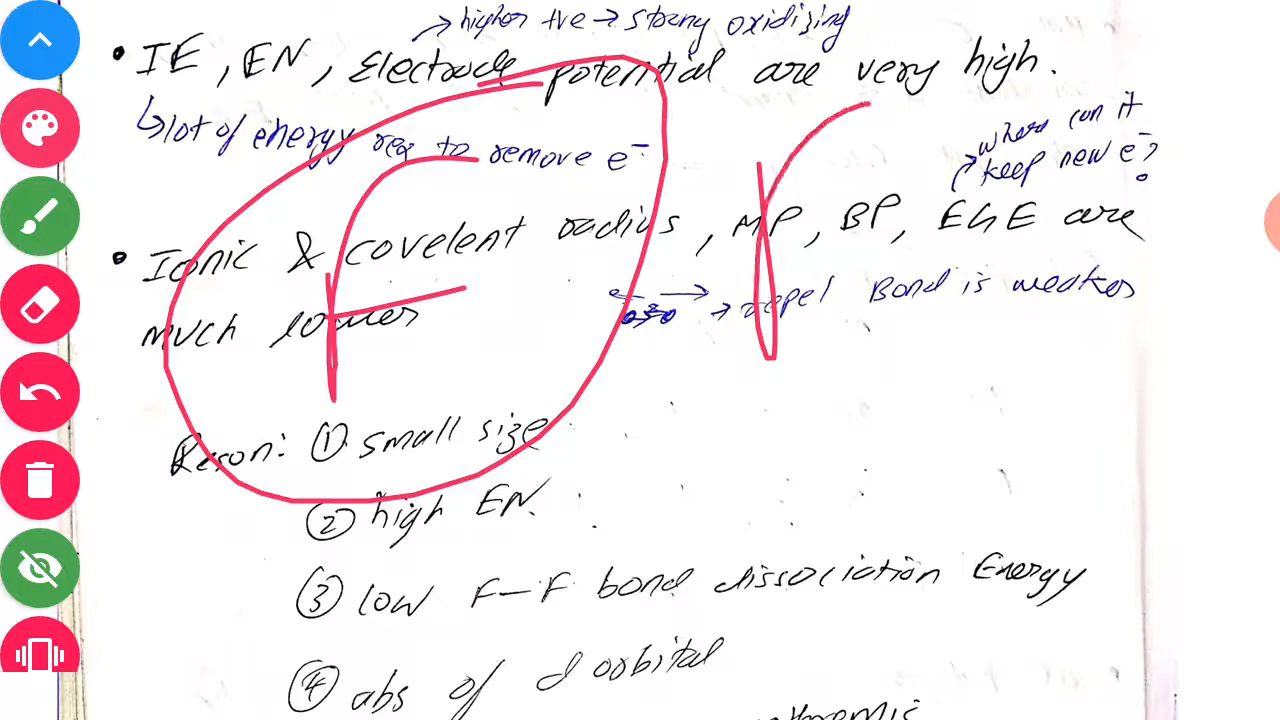 → higher +ve → strong oxidizing
• IE, EN, Electrode potential are very high.
↳ lot of energy req to remove e⁻
where can it
keep new e⁻?
• Ionic & covelent radius, MP, BP, EGE are
much lower
→ repel Bond is weaker
F
Reson: ① small size
② high EN.
③ low F–F bond dissociation Energy
④ abs of d orbital